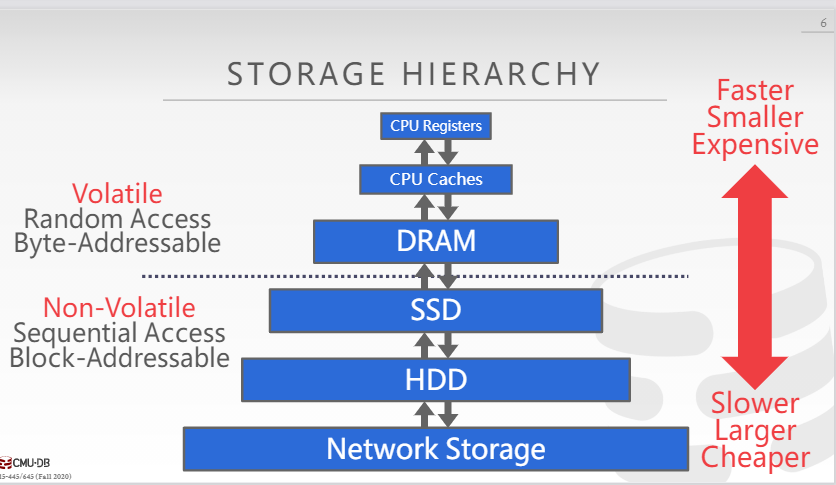 6
STORAGE HIERARCHY
Faster
Smaller
Expensive
CPU Registers
CPU Caches
Volatile
Random Access
Byte-Addressable
DRAM
Non-Volatile
Sequential Access
Block-Addressable
SSD
HDD
Slower
Larger
Cheaper
Network Storage
CMU·DB
15-445/645 (Fall 2020)